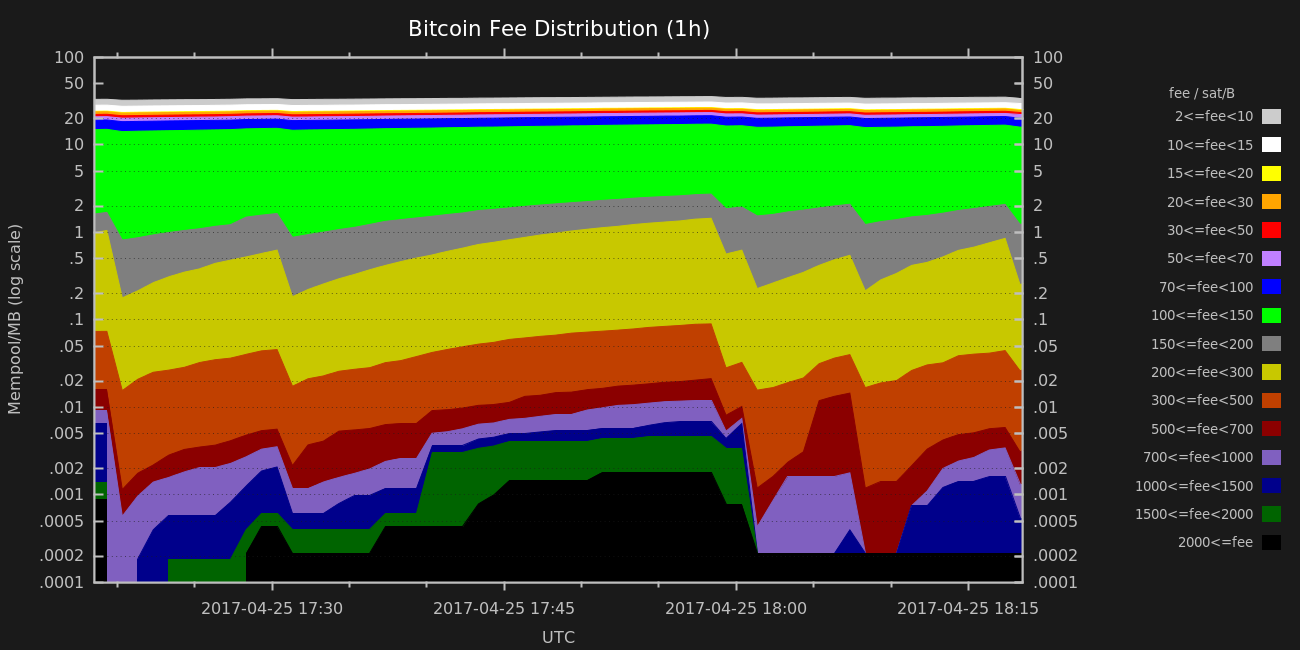 Bitcoin Fee Distribution (1h)
Mempool/MB (log scale)
100
50
20
10
5
2
1
.5
.2
.1
.05
.02
.01
.005
.002
.001
.0005
.0002
.0001
100
50
20
10
5
2
1
.5
.2
.1
.05
.02
.01
.005
.002
.001
.0005
.0002
.0001
fee / sat/B
2<=fee<10
10<=fee<15
15<=fee<20
20<=fee<30
30<=fee<50
50<=fee<70
70<=fee<100
100<=fee<150
150<=fee<200
200<=fee<300
300<=fee<500
500<=fee<700
700<=fee<1000
1000<=fee<1500
1500<=fee<2000
2000<=fee
2017-04-25 17:30 2017-04-25 17:45 2017-04-25 18:00 2017-04-25 18:15
UTC